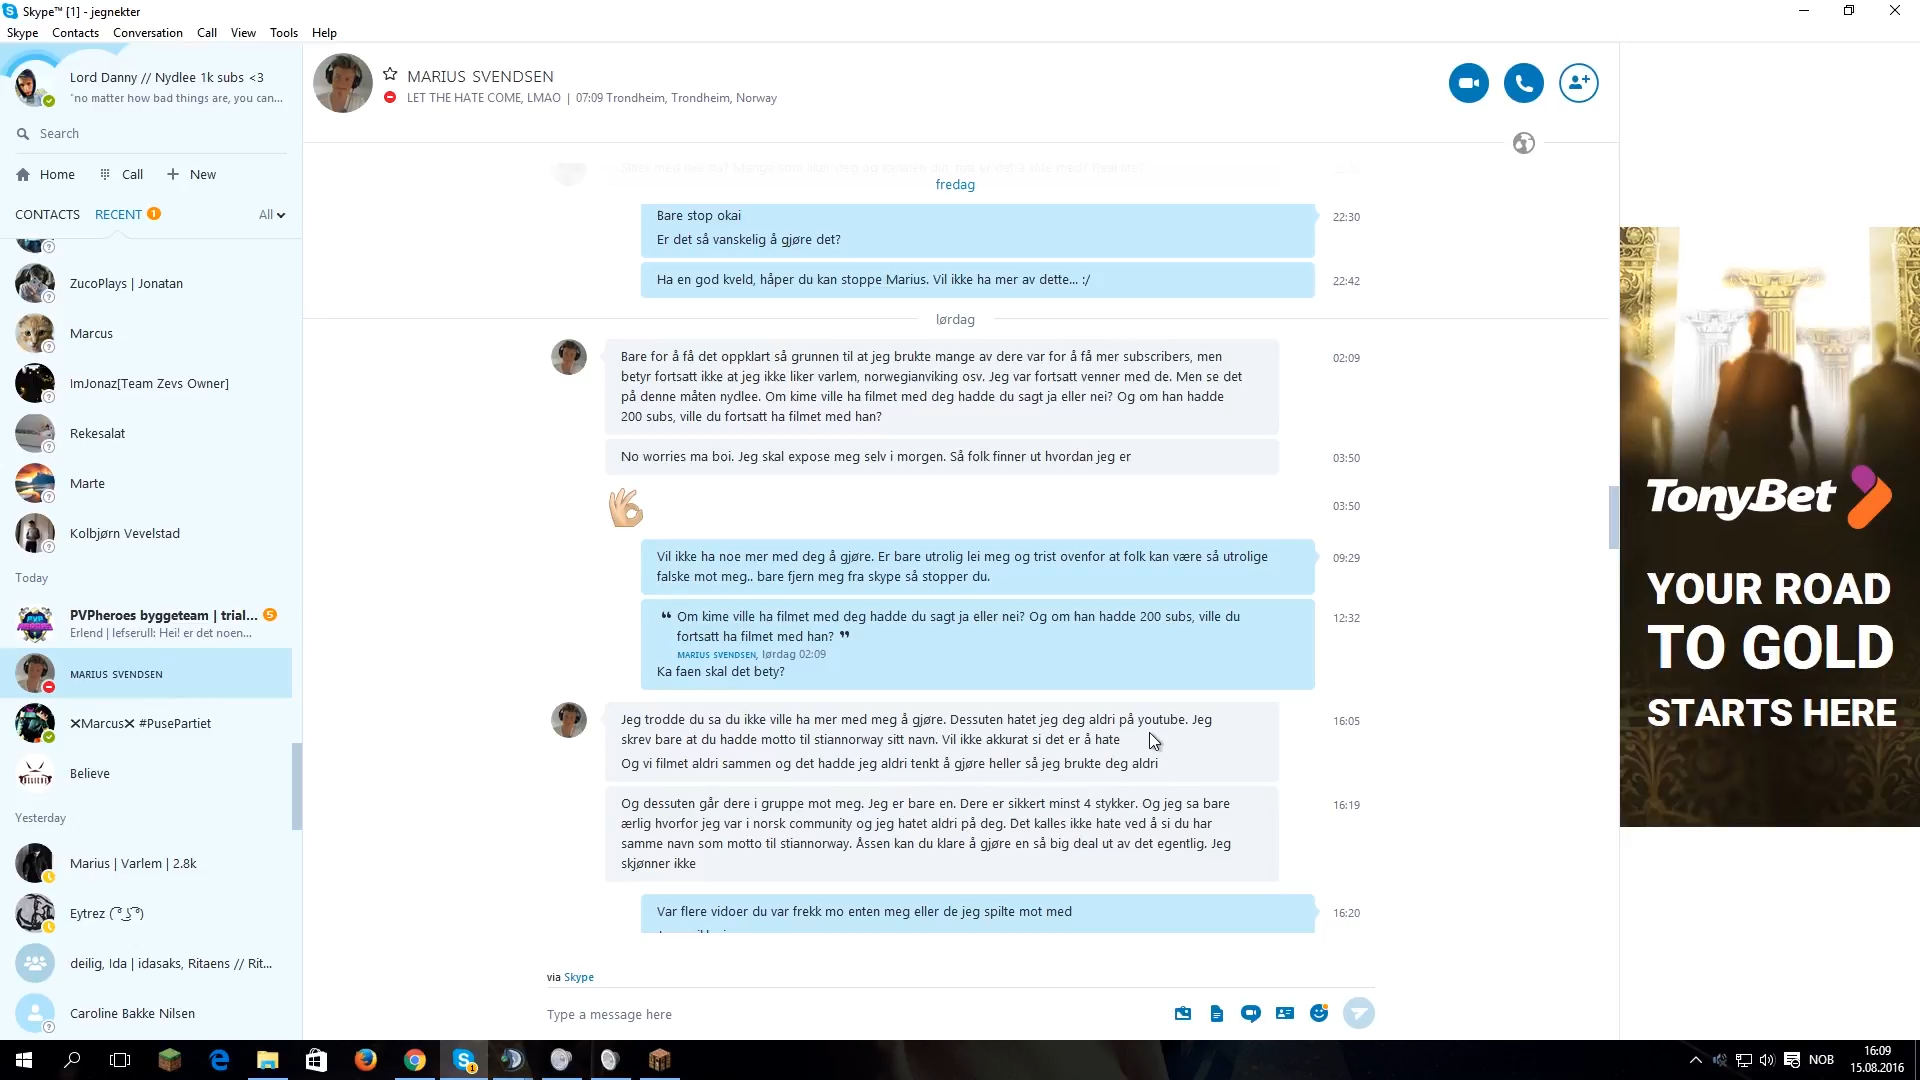 Skype™ [1] - jegnekter
Skype Contacts Conversation Call View Tools Help
Lord Danny // Nydlee 1k subs <3
"no matter how bad things are, you can...
Search
Home Call New
CONTACTS RECENT 1 All
ZucoPlays | Jonatan
Marcus
ImJonaz[Team Zevs Owner]
Rekesalat
Marte
Kolbjørn Vevelstad
Today
PVPheroes byggeteam | trial... 5
Erlend | lefserull: Hei! er det noen...
MARIUS SVENDSEN
❌Marcus❌ #PusePartiet
Believe
Yesterday
Marius | Varlem | 2.8k
Eytrez ( ͡° ͜ʖ ͡°)
deilig, Ida | idasaks, Ritaens // Rit...
Caroline Bakke Nilsen
MARIUS SVENDSEN
LET THE HATE COME, LMAO | 07:09 Trondheim, Trondheim, Norway
fredag
Bare stop okai 22:30
Er det så vanskelig å gjøre det?
Ha en god kveld, håper du kan stoppe Marius. Vil ikke ha mer av dette... :/ 22:42
lørdag
Bare for å få det oppklart så grunnen til at jeg brukte mange av dere var for å få mer subscribers, men 02:09
betyr fortsatt ikke at jeg ikke liker varlem, norwegianviking osv. Jeg var fortsatt venner med de. Men se det
på denne måten nydlee. Om kime ville ha filmet med deg hadde du sagt ja eller nei? Og om han hadde
200 subs, ville du fortsatt ha filmet med han?
No worries ma boi. Jeg skal expose meg selv i morgen. Så folk finner ut hvordan jeg er 03:50
03:50
Vil ikke ha noe mer med deg å gjøre. Er bare utrolig lei meg og trist ovenfor at folk kan være så utrolige 09:29
falske mot meg.. bare fjern meg fra skype så stopper du.
“ Om kime ville ha filmet med deg hadde du sagt ja eller nei? Og om han hadde 200 subs, ville du 12:32
fortsatt ha filmet med han? ”
MARIUS SVENDSEN, lørdag 02:09
Ka faen skal det bety?
Jeg trodde du sa du ikke ville ha mer med meg å gjøre. Dessuten hatet jeg deg aldri på youtube. Jeg 16:05
skrev bare at du hadde motto til stiannorway sitt navn. Vil ikke akkurat si det er å hate
Og vi filmet aldri sammen og det hadde jeg aldri tenkt å gjøre heller så jeg brukte deg aldri
Og dessuten går dere i gruppe mot meg. Jeg er bare en. Dere er sikkert minst 4 stykker. Og jeg sa bare 16:19
ærlig hvorfor jeg var i norsk community og jeg hatet aldri på deg. Det kalles ikke hate ved å si du har
samme navn som motto til stiannorway. Åssen kan du klare å gjøre en så big deal ut av det egentlig. Jeg
skjønner ikke
Var flere vidoer du var frekk mo enten meg eller de jeg spilte mot med 16:20
via Skype
Type a message here
TonyBet
YOUR ROAD
TO GOLD
STARTS HERE
NOB
16:09
15.08.2016